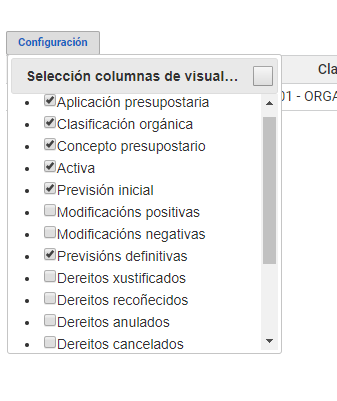 Configuración
Selección columnas de visual...
Cla
Aplicación presupostaria
01 - ORGA
Clasificación orgánica
Concepto presupostario
Activa
Previsión inicial
Modificacións positivas
Modificacións negativas
Previsións definitivas
Dereitos xustificados
Dereitos recoñecidos
Dereitos anulados
Dereitos cancelados